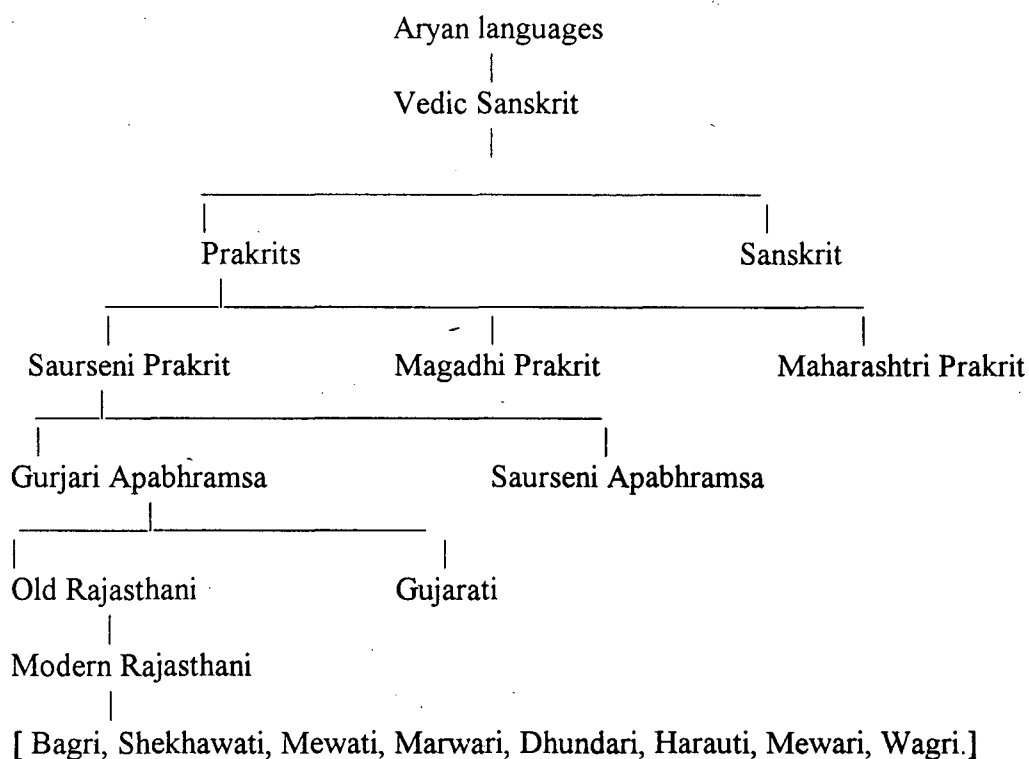 Aryan languages
Vedic Sanskrit
Prakrits Sanskrit
Saurseni Prakrit Magadhi Prakrit Maharashtri Prakrit
Gurjari Apabhramsa Saurseni Apabhramsa
Old Rajasthani Gujarati
Modern Rajasthani
[ Bagri, Shekhawati, Mewati, Marwari, Dhundari, Harauti, Mewari, Wagri.]